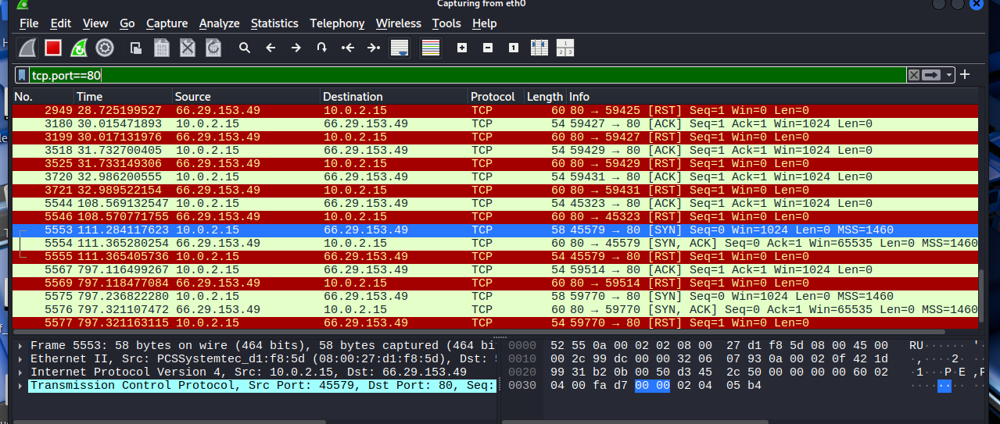 Capturing from eth0
File Edit View Go Capture Analyze Statistics Telephony Wireless Tools Help
tcp.port==80
No. Time Source Destination Protocol Length Info
2949 28.725199527 66.29.153.49 10.0.2.15 TCP 60 80 → 59425 [RST] Seq=1 Win=0 Len=0
3180 30.015471893 10.0.2.15 66.29.153.49 TCP 54 59427 → 80 [ACK] Seq=1 Ack=1 Win=1024 Len=0
3199 30.017131976 66.29.153.49 10.0.2.15 TCP 60 80 → 59427 [RST] Seq=1 Win=0 Len=0
3518 31.732700405 10.0.2.15 66.29.153.49 TCP 54 59429 → 80 [ACK] Seq=1 Ack=1 Win=1024 Len=0
3525 31.733149306 66.29.153.49 10.0.2.15 TCP 60 80 → 59429 [RST] Seq=1 Win=0 Len=0
3720 32.986200555 10.0.2.15 66.29.153.49 TCP 54 59431 → 80 [ACK] Seq=1 Ack=1 Win=1024 Len=0
3721 32.989522154 66.29.153.49 10.0.2.15 TCP 60 80 → 59431 [RST] Seq=1 Win=0 Len=0
5544 108.569132547 10.0.2.15 66.29.153.49 TCP 54 45323 → 80 [ACK] Seq=1 Ack=1 Win=1024 Len=0
5546 108.570771755 66.29.153.49 10.0.2.15 TCP 60 80 → 45323 [RST] Seq=1 Win=0 Len=0
5553 111.284117623 10.0.2.15 66.29.153.49 TCP 58 45579 → 80 [SYN] Seq=0 Win=1024 Len=0 MSS=1460
5554 111.365280254 66.29.153.49 10.0.2.15 TCP 60 80 → 45579 [SYN, ACK] Seq=0 Ack=1 Win=65535 Len=0 MSS=1460
5555 111.365405736 10.0.2.15 66.29.153.49 TCP 54 45579 → 80 [RST] Seq=1 Win=0 Len=0
5567 797.116499267 10.0.2.15 66.29.153.49 TCP 54 59514 → 80 [ACK] Seq=1 Ack=1 Win=1024 Len=0
5569 797.118477084 66.29.153.49 10.0.2.15 TCP 60 80 → 59514 [RST] Seq=1 Win=0 Len=0
5575 797.236822280 10.0.2.15 66.29.153.49 TCP 58 59770 → 80 [SYN] Seq=0 Win=1024 Len=0 MSS=1460
5576 797.321107472 66.29.153.49 10.0.2.15 TCP 60 80 → 59770 [SYN, ACK] Seq=0 Ack=1 Win=65535 Len=0 MSS=1460
5577 797.321163115 10.0.2.15 66.29.153.49 TCP 54 59770 → 80 [RST] Seq=1 Win=0 Len=0
Frame 5553: 58 bytes on wire (464 bits), 58 bytes captured (464 bi
Ethernet II, Src: PCSSystemtec_d1:f8:5d (08:00:27:d1:f8:5d), Dst:
Internet Protocol Version 4, Src: 10.0.2.15, Dst: 66.29.153.49
Transmission Control Protocol, Src Port: 45579, Dst Port: 80, Seq:
0000 52 55 0a 00 02 02 08 00 27 d1 f8 5d 08 00 45 00 RU······ '·
0010 00 2c 99 dc 00 00 32 06 07 93 0a 00 02 0f 42 1d ·,····2·
0020 99 31 b2 0b 00 50 d3 45 2c 50 00 00 00 00 60 02 ·1···P·E ,P
0030 04 00 fa d7 00 00 02 04 05 b4